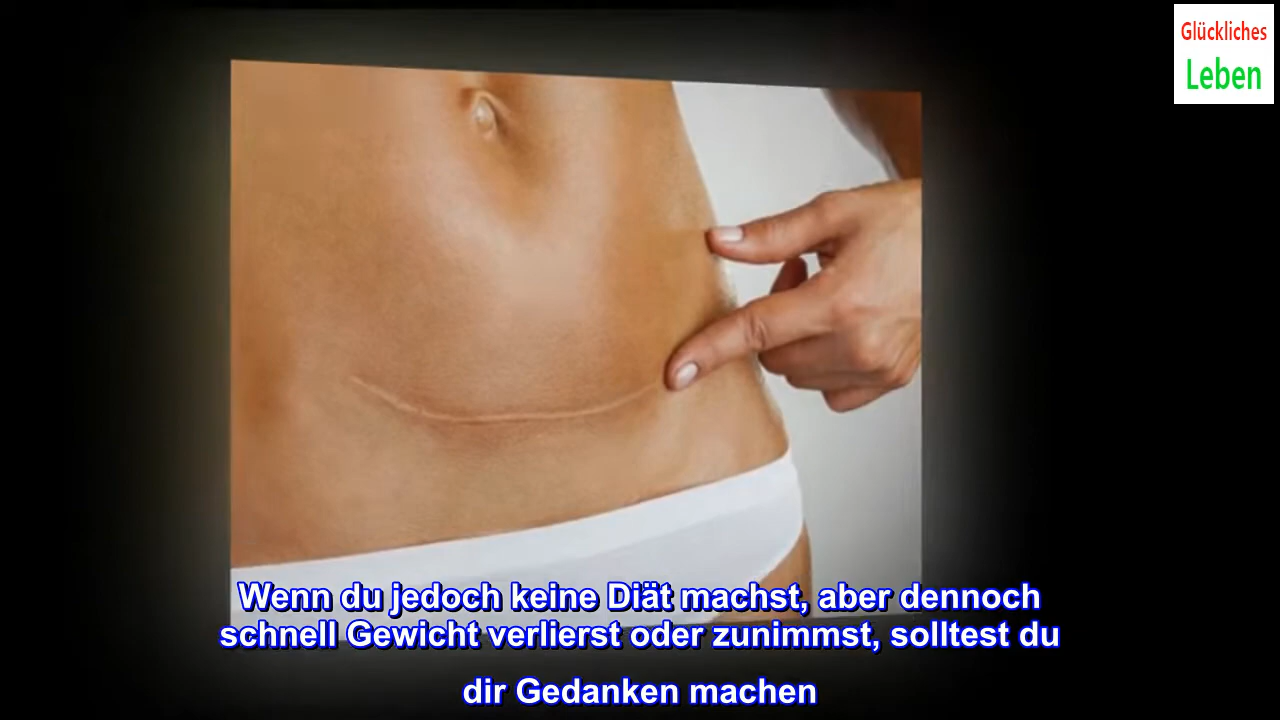 Glückliches
Leben
Wenn du jedoch keine Diät machst, aber dennoch
schnell Gewicht verlierst oder zunimmst, solltest du
dir Gedanken machen